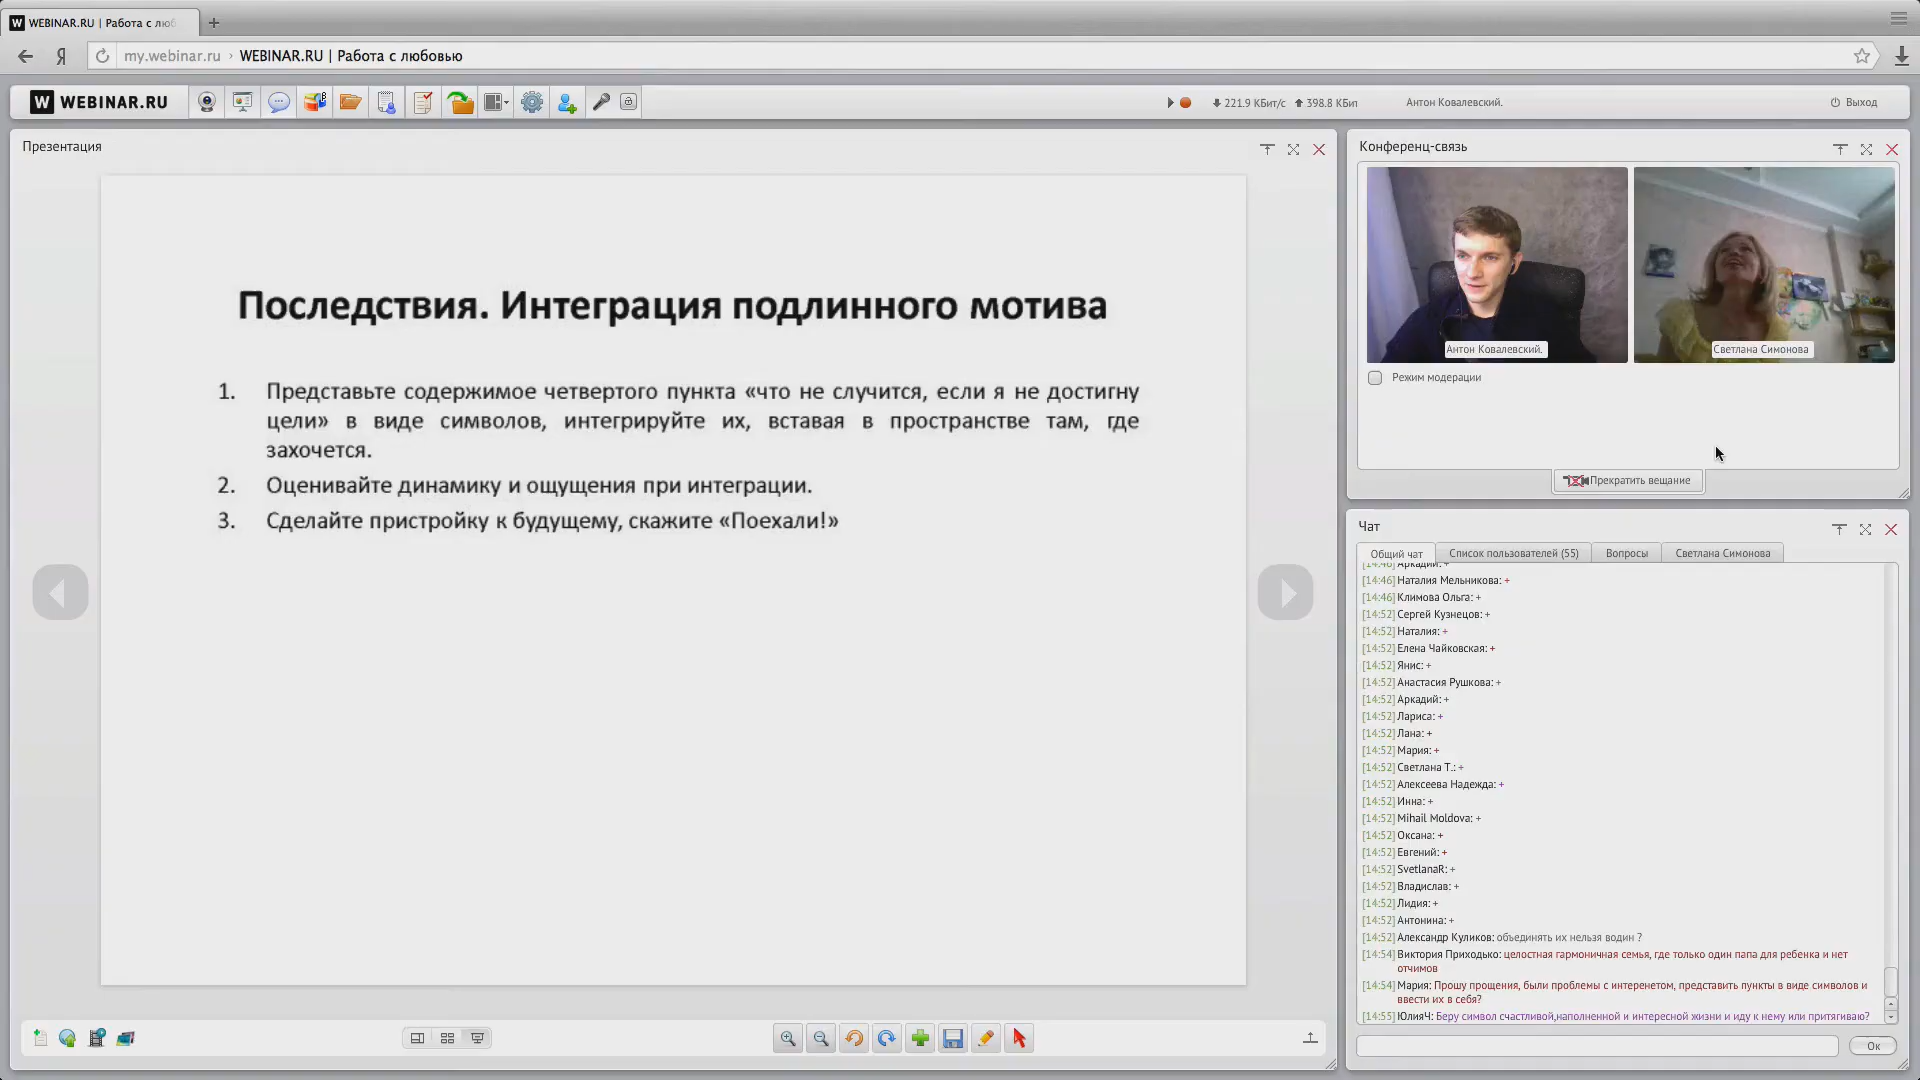 WEBINAR.RU | Работа с люб
my.webinar.ru › WEBINAR.RU | Работа с любовью
W WEBINAR.RU
221.9 КБит/с 398.8 КБит
Антон Ковалевский.
Выход
Презентация
Последствия. Интеграция подлинного мотива
1. Представьте содержимое четвертого пункта «что не случится, если я не достигну
цели» в виде символов, интегрируйте их, вставая в пространстве там, где
захочется.
2. Оценивайте динамику и ощущения при интеграции.
3. Сделайте пристройку к будущему, скажите «Поехали!»
Конференц-связь
Антон Ковалевский.
Светлана Симонова
Режим модерации
Прекратить вещание
Чат
Общий чат
Список пользователей (55)
Вопросы
Светлана Симонова
[14:46] Аркадий: +
[14:46] Наталия Мельникова: +
[14:46] Климова Ольга: +
[14:52] Сергей Кузнецов: +
[14:52] Наталия: +
[14:52] Елена Чайковская: +
[14:52] Янис: +
[14:52] Анастасия Рушкова: +
[14:52] Аркадий: +
[14:52] Лариса: +
[14:52] Лана: +
[14:52] Мария: +
[14:52] Светлана Т.: +
[14:52] Алексеева Надежда: +
[14:52] Инна: +
[14:52] Mihail Moldova: +
[14:52] Оксана: +
[14:52] Евгений: +
[14:52] SvetlanaR: +
[14:52] Владислав: +
[14:52] Лидия: +
[14:52] Антонина: +
[14:52] Александр Куликов: объединять их нельзя водин ?
[14:54] Виктория Приходько: целостная гармоничная семья, где только один папа для ребенка и нет
отчимов
[14:54] Мария: Прошу прощения, были проблемы с интеренетом, представить пункты в виде символов и
ввести их в себя?
[14:55] ЮлияЧ: Беру символ счастливой,наполненной и интересной жизни и иду к нему или притягиваю?
Ок